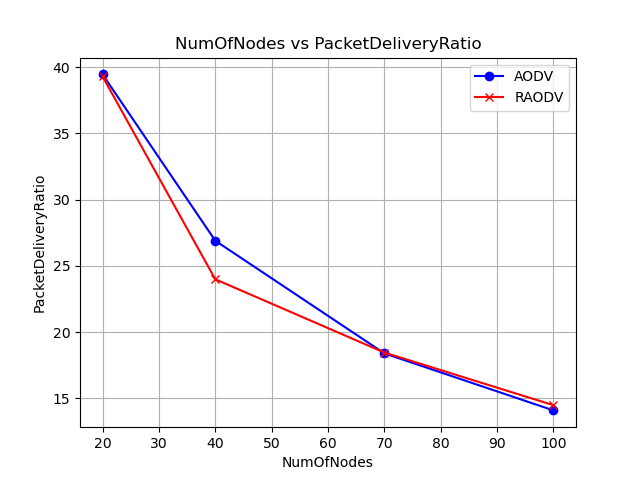 NumOfNodes vs PacketDeliveryRatio
AODV
RAODV
PacketDeliveryRatio
40
35
30
25
20
15
20 30 40 50 60 70 80 90 100
NumOfNodes